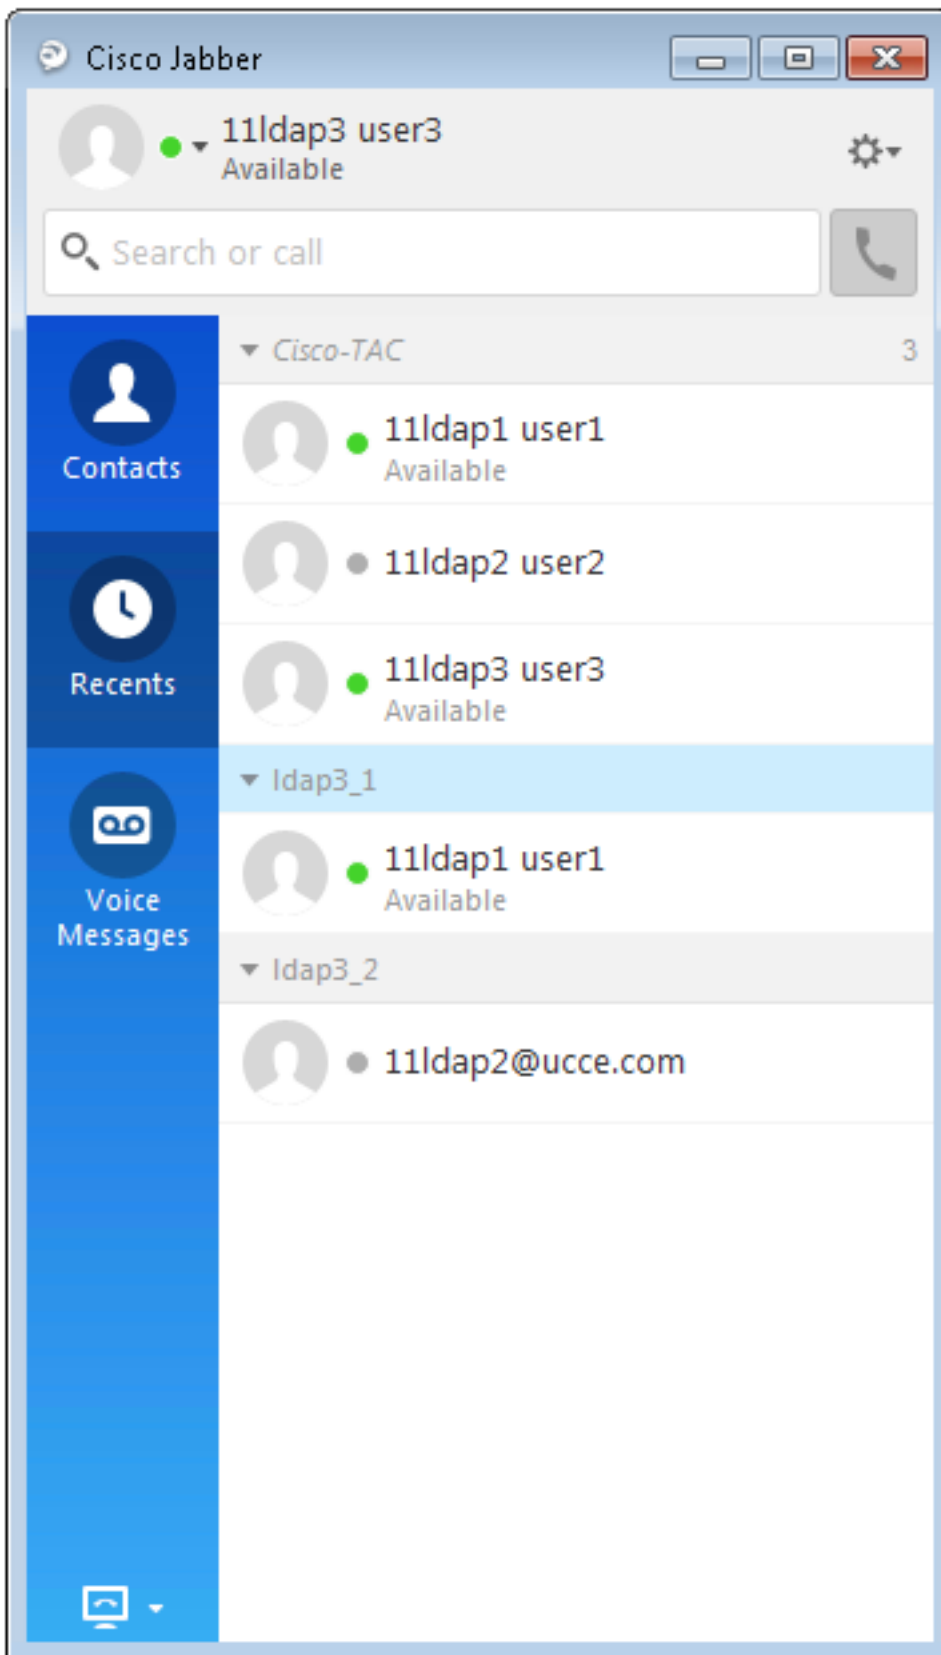 Cisco Jabber
11ldap3 user3
Available
Search or call
Contacts
Recents
Voice
Messages
Cisco-TAC 3
11ldap1 user1
Available
11ldap2 user2
11ldap3 user3
Available
ldap3_1
11ldap1 user1
Available
ldap3_2
11ldap2@ucce.com